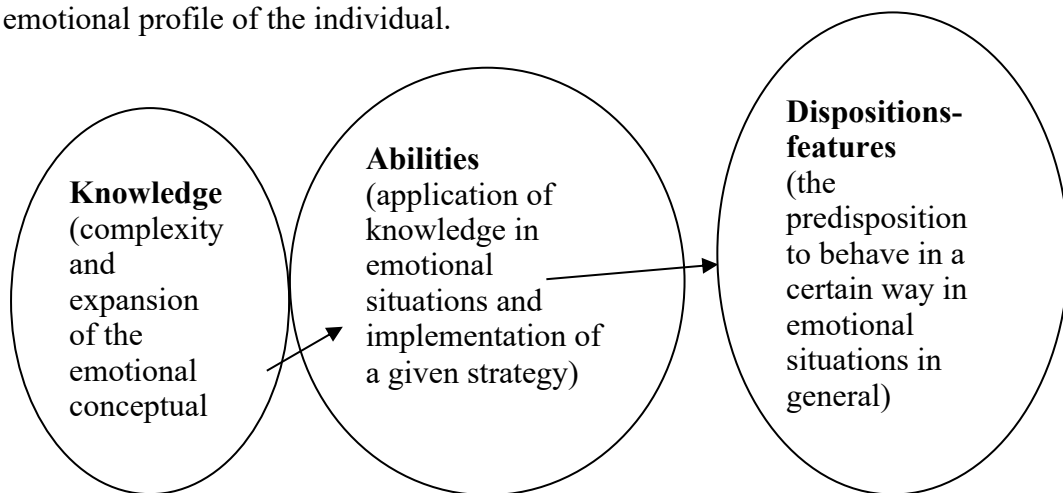 emotional profile of the individual.
Knowledge
(complexity
and
expansion
of the
emotional
conceptual
Abilities
(application of
knowledge in
emotional
situations and
implementation of
a given strategy)
Dispositions-
features
(the
predisposition
to behave in a
certain way in
emotional
situations in
general)